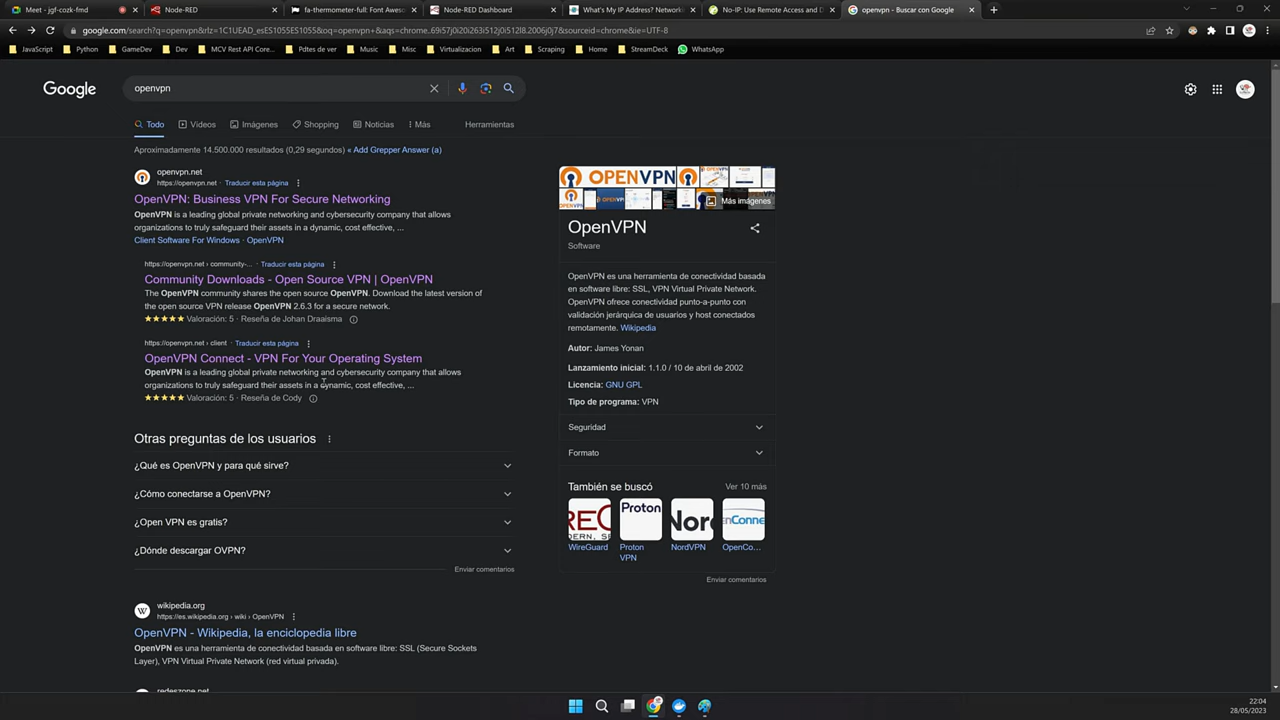 Meet - jgf-cozk-fmd
Node-RED
fa-thermometer-full: Font Aweso
Node-RED Dashboard
What's My IP Address? Network
No-IP: Use Remote Access and D
openvpn - Buscar con Google
google.com/search?q=openvpn&rlz=1C1UEAD_esES1055ES1055&oq=openvpn+&aqs=chrome..69i57j0i20i263i512j0i512l8.2006j0j7&sourceid=chrome&ie=UTF-8
JavaScript
Python
GameDev
Dev
MCV Rest API Core...
Pdtes de ver
Music
Misc
Virtualizacion
Art
Scraping
Home
StreamDeck
WhatsApp
Google
openvpn
Todo
Vídeos
Imágenes
Shopping
Noticias
Más
Herramientas
Aproximadamente 14.500.000 resultados (0,29 segundos) « Add Grepper Answer (a)
openvpn.net
https://openvpn.net · Traducir esta página
OpenVPN: Business VPN For Secure Networking
OpenVPN is a leading global private networking and cybersecurity company that allows
organizations to truly safeguard their assets in a dynamic, cost effective, ...
Client Software For Windows · OpenVPN
https://openvpn.net › community-... · Traducir esta página
Community Downloads - Open Source VPN | OpenVPN
The OpenVPN community shares the open source OpenVPN. Download the latest version of
the open source VPN release OpenVPN 2.6.3 for a secure network.
★★★★★ Valoración: 5 · Reseña de Johan Draaisma
https://openvpn.net › client · Traducir esta página
OpenVPN Connect - VPN For Your Operating System
OpenVPN is a leading global private networking and cybersecurity company that allows
organizations to truly safeguard their assets in a dynamic, cost effective, ...
★★★★★ Valoración: 5 · Reseña de Cody
Otras preguntas de los usuarios
¿Qué es OpenVPN y para qué sirve?
¿Cómo conectarse a OpenVPN?
¿Open VPN es gratis?
¿Dónde descargar OVPN?
Enviar comentarios
wikipedia.org
https://es.wikipedia.org › wiki › OpenVPN
OpenVPN - Wikipedia, la enciclopedia libre
OpenVPN es una herramienta de conectividad basada en software libre: SSL (Secure Sockets
Layer), VPN Virtual Private Network (red virtual privada).
redeszone.net
OPENVPN
Más imágenes
OpenVPN
Software
OpenVPN es una herramienta de conectividad basada
en software libre: SSL, VPN Virtual Private Network.
OpenVPN ofrece conectividad punto-a-punto con
validación jerárquica de usuarios y host conectados
remotamente. Wikipedia
Autor: James Yonan
Lanzamiento inicial: 1.1.0 / 10 de abril de 2002
Licencia: GNU GPL
Tipo de programa: VPN
Seguridad
Formato
También se buscó
Ver 10 más
Proton
WireGuard
Proton
VPN
NordVPN
OpenCo...
Enviar comentarios
22:04
28/05/2023